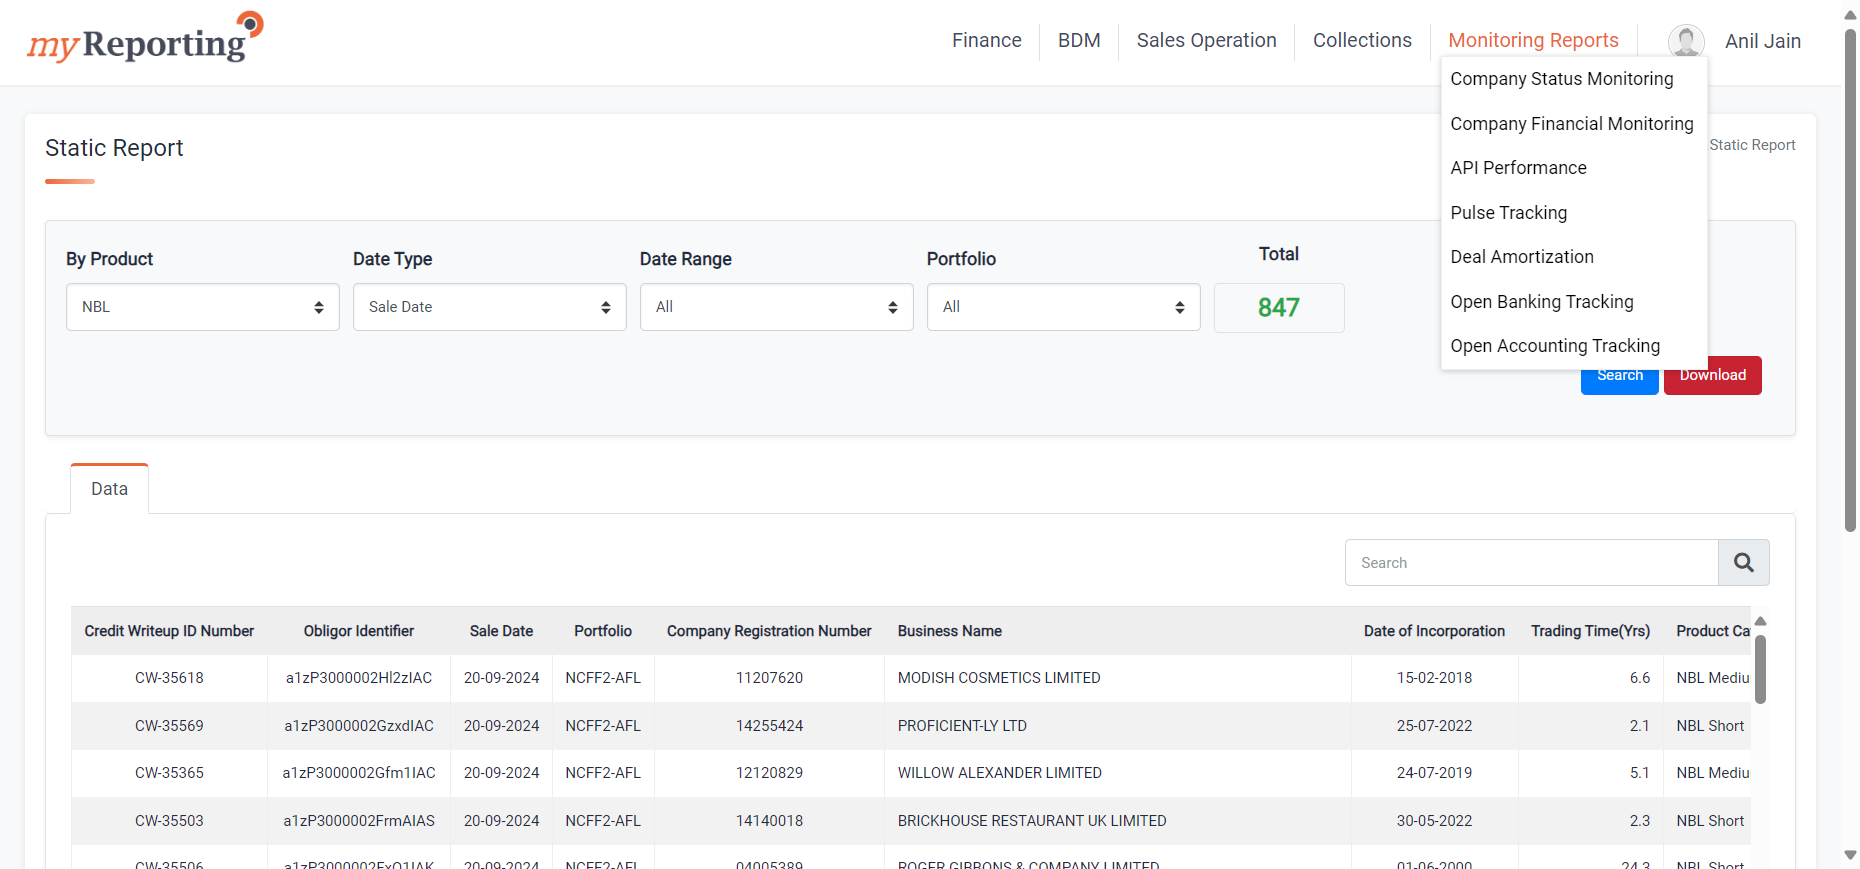 myReporting
Finance BDM Sales Operation Collections Monitoring Reports Anil Jain
Company Status Monitoring
Company Financial Monitoring
API Performance
Pulse Tracking
Deal Amortization
Open Banking Tracking
Open Accounting Tracking
Static Report
Static Report
By Product Date Type Date Range Portfolio Total
NBL Sale Date All All 847
Search Download
Data
Search
Credit Writeup ID Number Obligor Identifier Sale Date Portfolio Company Registration Number Business Name Date of Incorporation Trading Time(Yrs) Product Ca
CW-35618 a1zP3000002Hl2zIAC 20-09-2024 NCFF2-AFL 11207620 MODISH COSMETICS LIMITED 15-02-2018 6.6 NBL Mediu
CW-35569 a1zP3000002GzxdIAC 20-09-2024 NCFF2-AFL 14255424 PROFICIENT-LY LTD 25-07-2022 2.1 NBL Short
CW-35365 a1zP3000002Gfm1IAC 20-09-2024 NCFF2-AFL 12120829 WILLOW ALEXANDER LIMITED 24-07-2019 5.1 NBL Mediu
CW-35503 a1zP3000002FrmAIAS 20-09-2024 NCFF2-AFL 14140018 BRICKHOUSE RESTAURANT UK LIMITED 30-05-2022 2.3 NBL Short
CW-35506 20-09-2024 NCFF2-AFL 04005389 ROGER GIBBONS & COMPANY LIMITED 01-06-2000 24.3 NBL Short